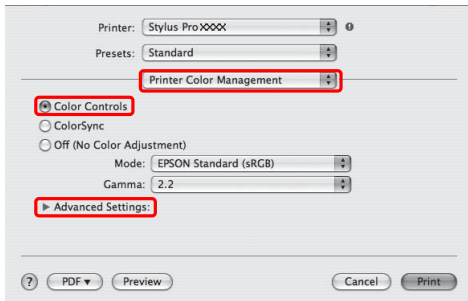 Printer: Stylus Pro XXXX
Presets: Standard
Printer Color Management
Color Controls
ColorSync
Off (No Color Adjustment)
Mode: EPSON Standard (sRGB)
Gamma: 2.2
Advanced Settings:
? PDF Preview Cancel Print